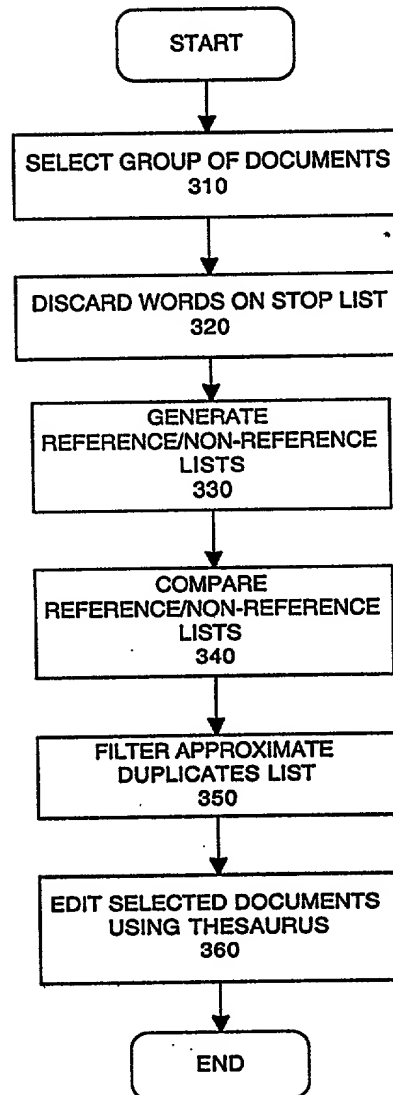 START
SELECT GROUP OF DOCUMENTS
310
DISCARD WORDS ON STOP LIST
320
GENERATE
REFERENCE/NON-REFERENCE
LISTS
330
COMPARE
REFERENCE/NON-REFERENCE
LISTS
340
FILTER APPROXIMATE
DUPLICATES LIST
350
EDIT SELECTED DOCUMENTS
USING THESAURUS
360
END